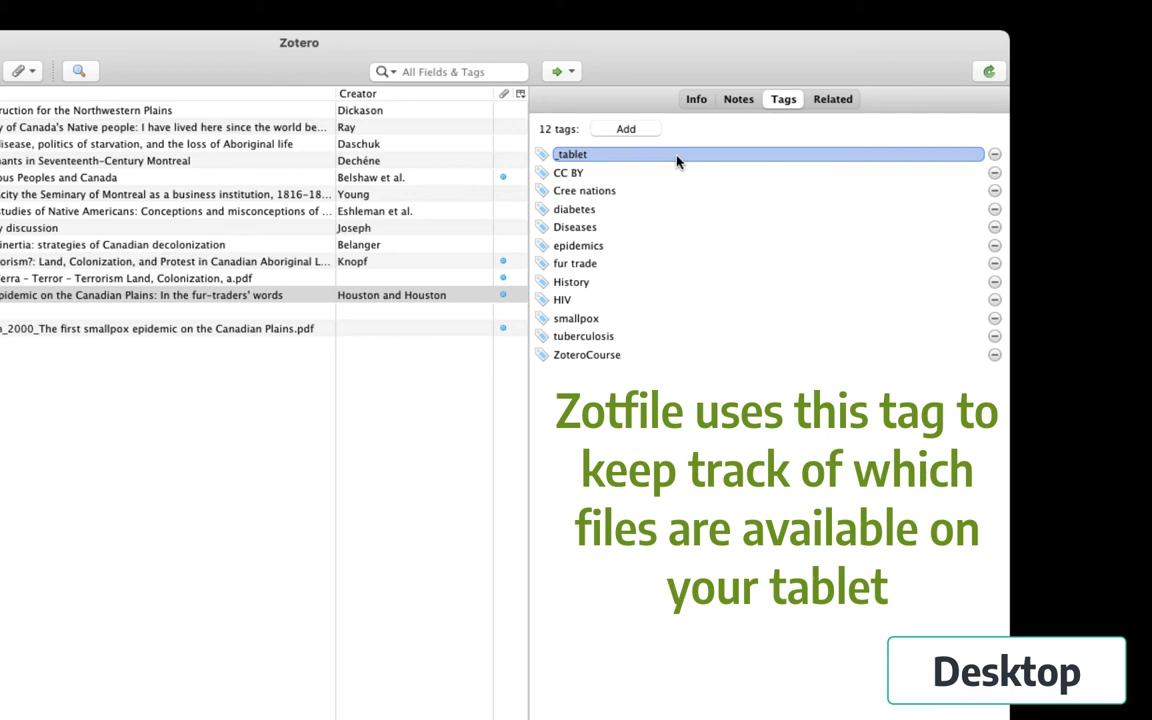 Zotero
All Fields & Tags
Creator
ruction for the Northwestern Plains Dickason
y of Canada's Native people: I have lived here since the world be... Ray
disease, politics of starvation, and the loss of Aboriginal life Daschuk
hants in Seventeenth-Century Montreal Dechéne
ous Peoples and Canada Belshaw et al.
city the Seminary of Montreal as a business institution, 1816-18... Young
studies of Native Americans: Conceptions and misconceptions of ... Eshleman et al.
y discussion Joseph
inertia: strategies of Canadian decolonization Belanger
orism?: Land, Colonization, and Protest in Canadian Aboriginal L... Knopf
erra - Terror - Terrorism Land, Colonization, a.pdf
pidemic on the Canadian Plains: In the fur-traders' words Houston and Houston
n_2000_The first smallpox epidemic on the Canadian Plains.pdf
Info Notes Tags Related
12 tags: Add
_tablet
CC BY
Cree nations
diabetes
Diseases
epidemics
fur trade
History
HIV
smallpox
tuberculosis
ZoteroCourse
Zotfile uses this tag to
keep track of which
files are available on
your tablet
Desktop